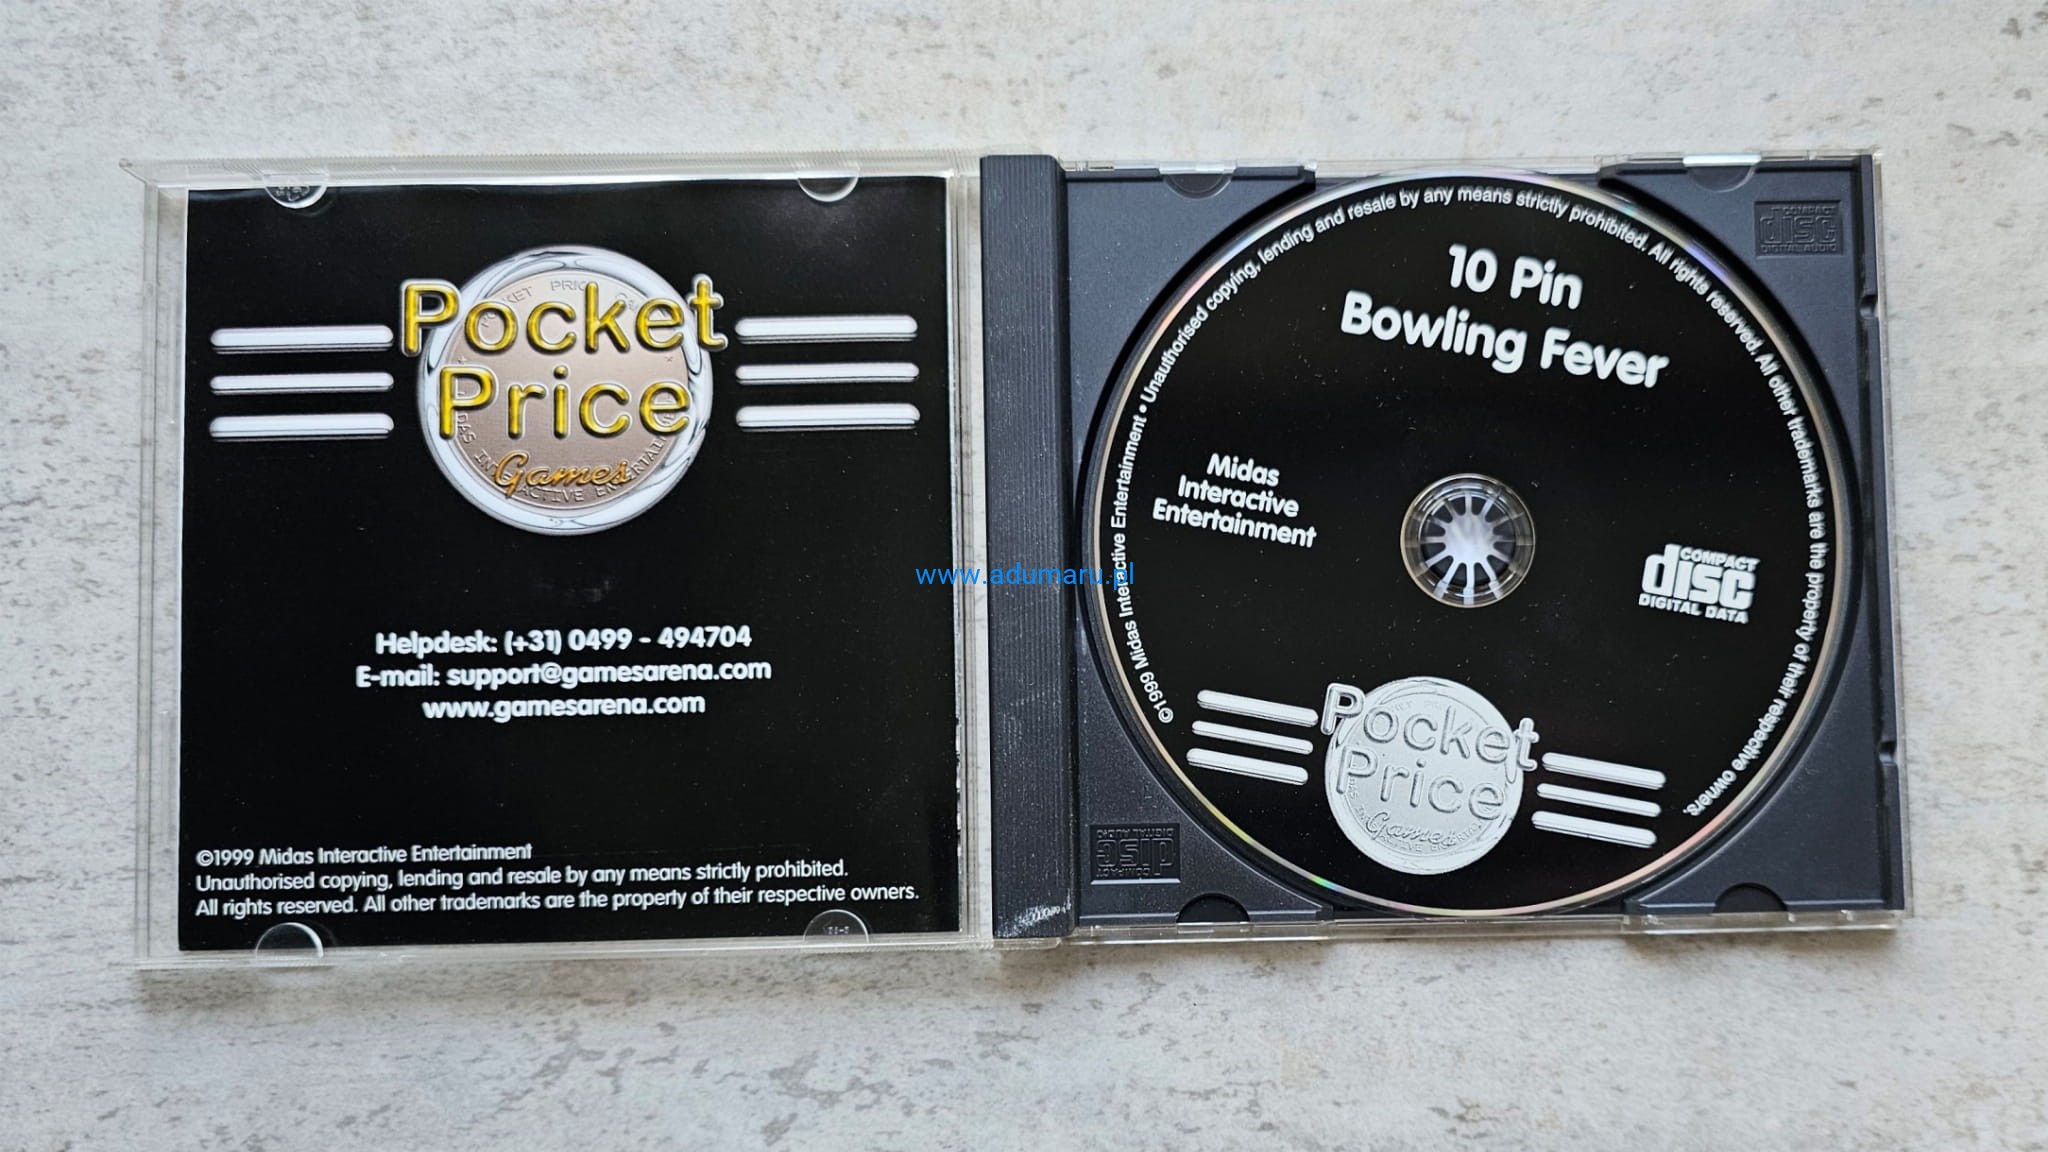 Pocket
Price
Games
Helpdesk: (+31) 0499 - 494704
E-mail: support@gamesarena.com
www.gamesarena.com
©1999 Midas Interactive Entertainment
Unauthorised copying, lending and resale by any means strictly prohibited.
All rights reserved. All other trademarks are the property of their respective owners.
www.adumaru.pl
©1999 Midas Interactive Entertainment • Unauthorised copying, lending and resale by any means strictly prohibited. All rights reserved. All other trademarks are the property of their respective owners.
10 Pin
Bowling Fever
Midas
Interactive
Entertainment
COMPACT
disc
DIGITAL DATA
Pocket
Price
Games
COMPACT
disc
DIGITAL AUDIO
COMPACT
disc
DIGITAL AUDIO